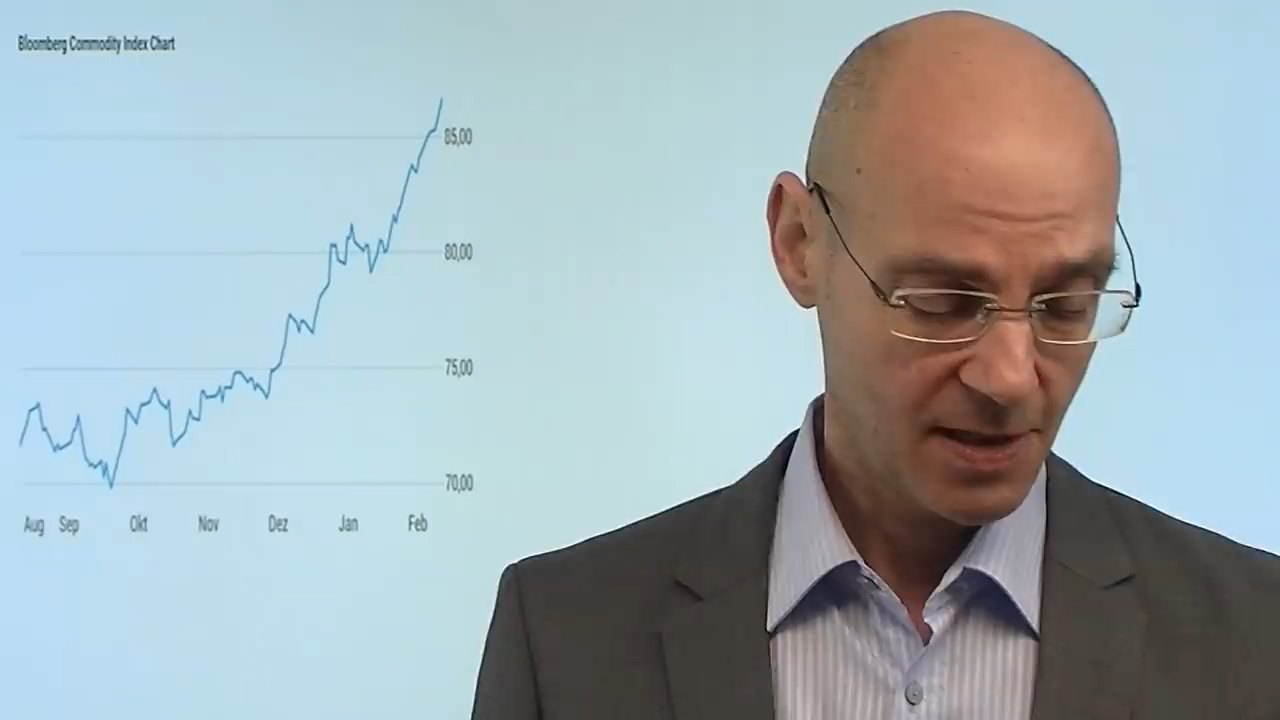 Bloomberg Commodity Index Chart
85,00
80,00
75,00
70,00
Aug Sep Okt Nov Dez Jan Feb